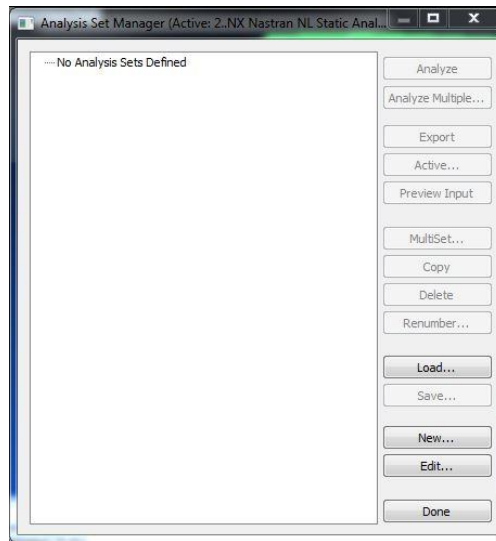 Analysis Set Manager (Active: 2..NX Nastran NL Static Anal...
No Analysis Sets Defined
Analyze
Analyze Multiple...
Export
Active...
Preview Input
MultiSet...
Copy
Delete
Renumber...
Load...
Save...
New...
Edit...
Done